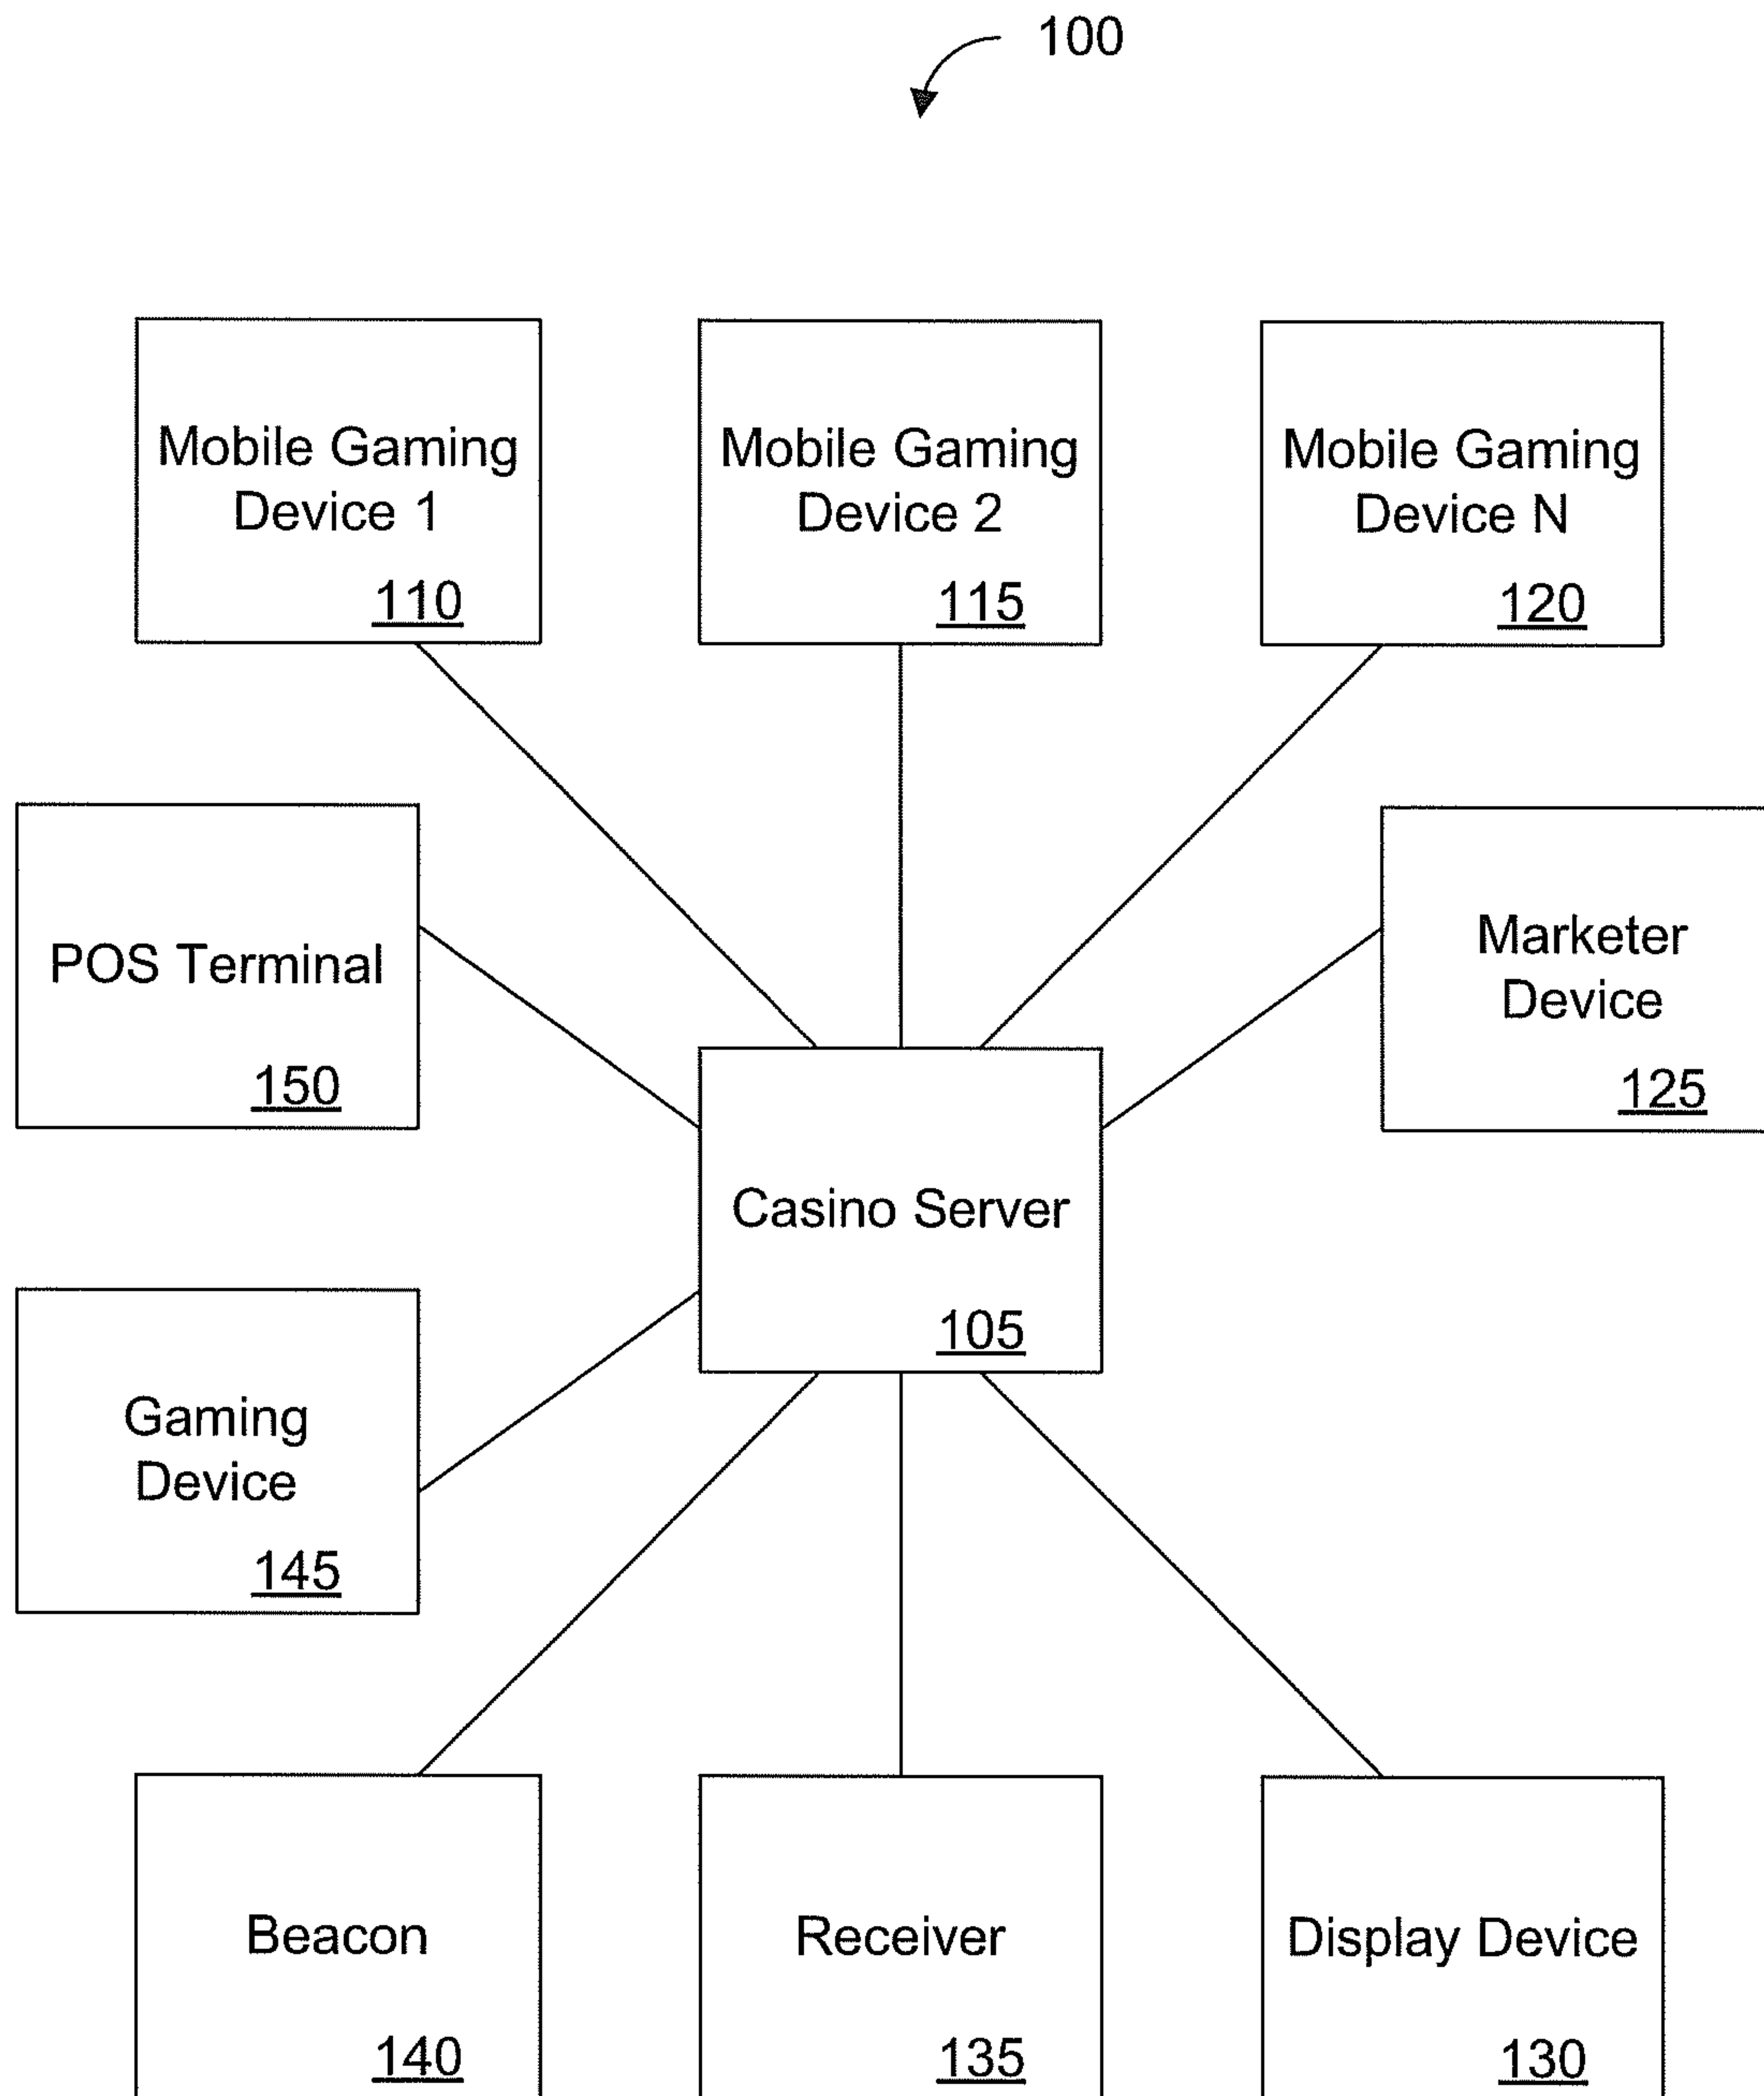 100
Mobile Gaming
Device 1
110
Mobile Gaming
Device 2
115
Mobile Gaming
Device N
120
POS Terminal
150
Marketer
Device
125
Casino Server
105
Gaming
Device
145
Beacon
140
Receiver
135
Display Device
130